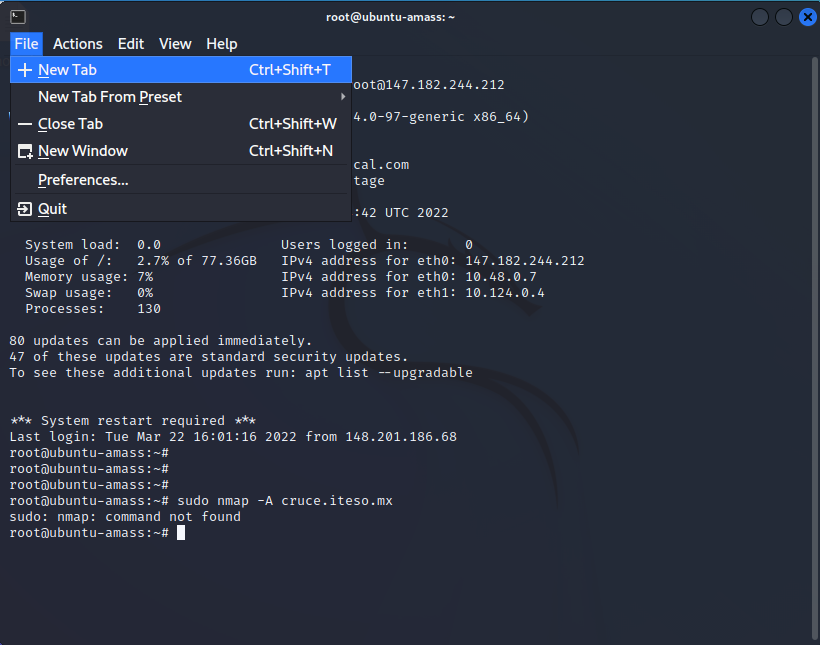 root@ubuntu-amass: ~
File Actions Edit View Help
New Tab Ctrl+Shift+T
oot@147.182.244.212
New Tab From Preset
4.0-97-generic x86_64)
Close Tab Ctrl+Shift+W
New Window Ctrl+Shift+N
cal.com
Preferences...
tage
Quit
:42 UTC 2022
System load: 0.0 Users logged in: 0
Usage of /: 2.7% of 77.36GB IPv4 address for eth0: 147.182.244.212
Memory usage: 7% IPv4 address for eth0: 10.48.0.7
Swap usage: 0% IPv4 address for eth1: 10.124.0.4
Processes: 130
80 updates can be applied immediately.
47 of these updates are standard security updates.
To see these additional updates run: apt list --upgradable
*** System restart required ***
Last login: Tue Mar 22 16:01:16 2022 from 148.201.186.68
root@ubuntu-amass:~#
root@ubuntu-amass:~#
root@ubuntu-amass:~#
root@ubuntu-amass:~# sudo nmap -A cruce.iteso.mx
sudo: nmap: command not found
root@ubuntu-amass:~#